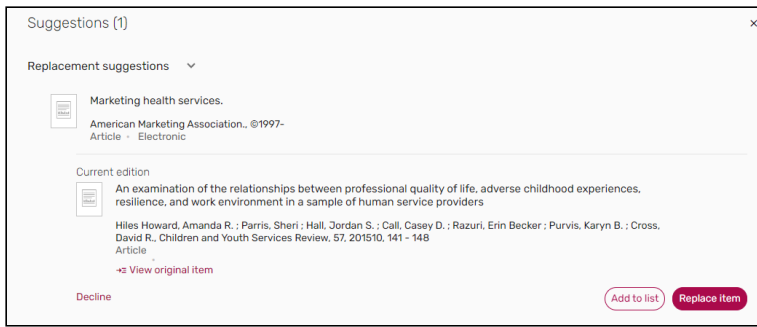 Suggestions (1)
×
Replacement suggestions
Marketing health services.
American Marketing Association., ©1997-
Article • Electronic
Current edition
An examination of the relationships between professional quality of life, adverse childhood experiences,
resilience, and work environment in a sample of human service providers
Hiles Howard, Amanda R. ; Parris, Sheri ; Hall, Jordan S. ; Call, Casey D. ; Razuri, Erin Becker ; Purvis, Karyn B. ; Cross,
David R., Children and Youth Services Review, 57, 201510, 141 - 148
Article
View original item
Decline
Add to list
Replace item